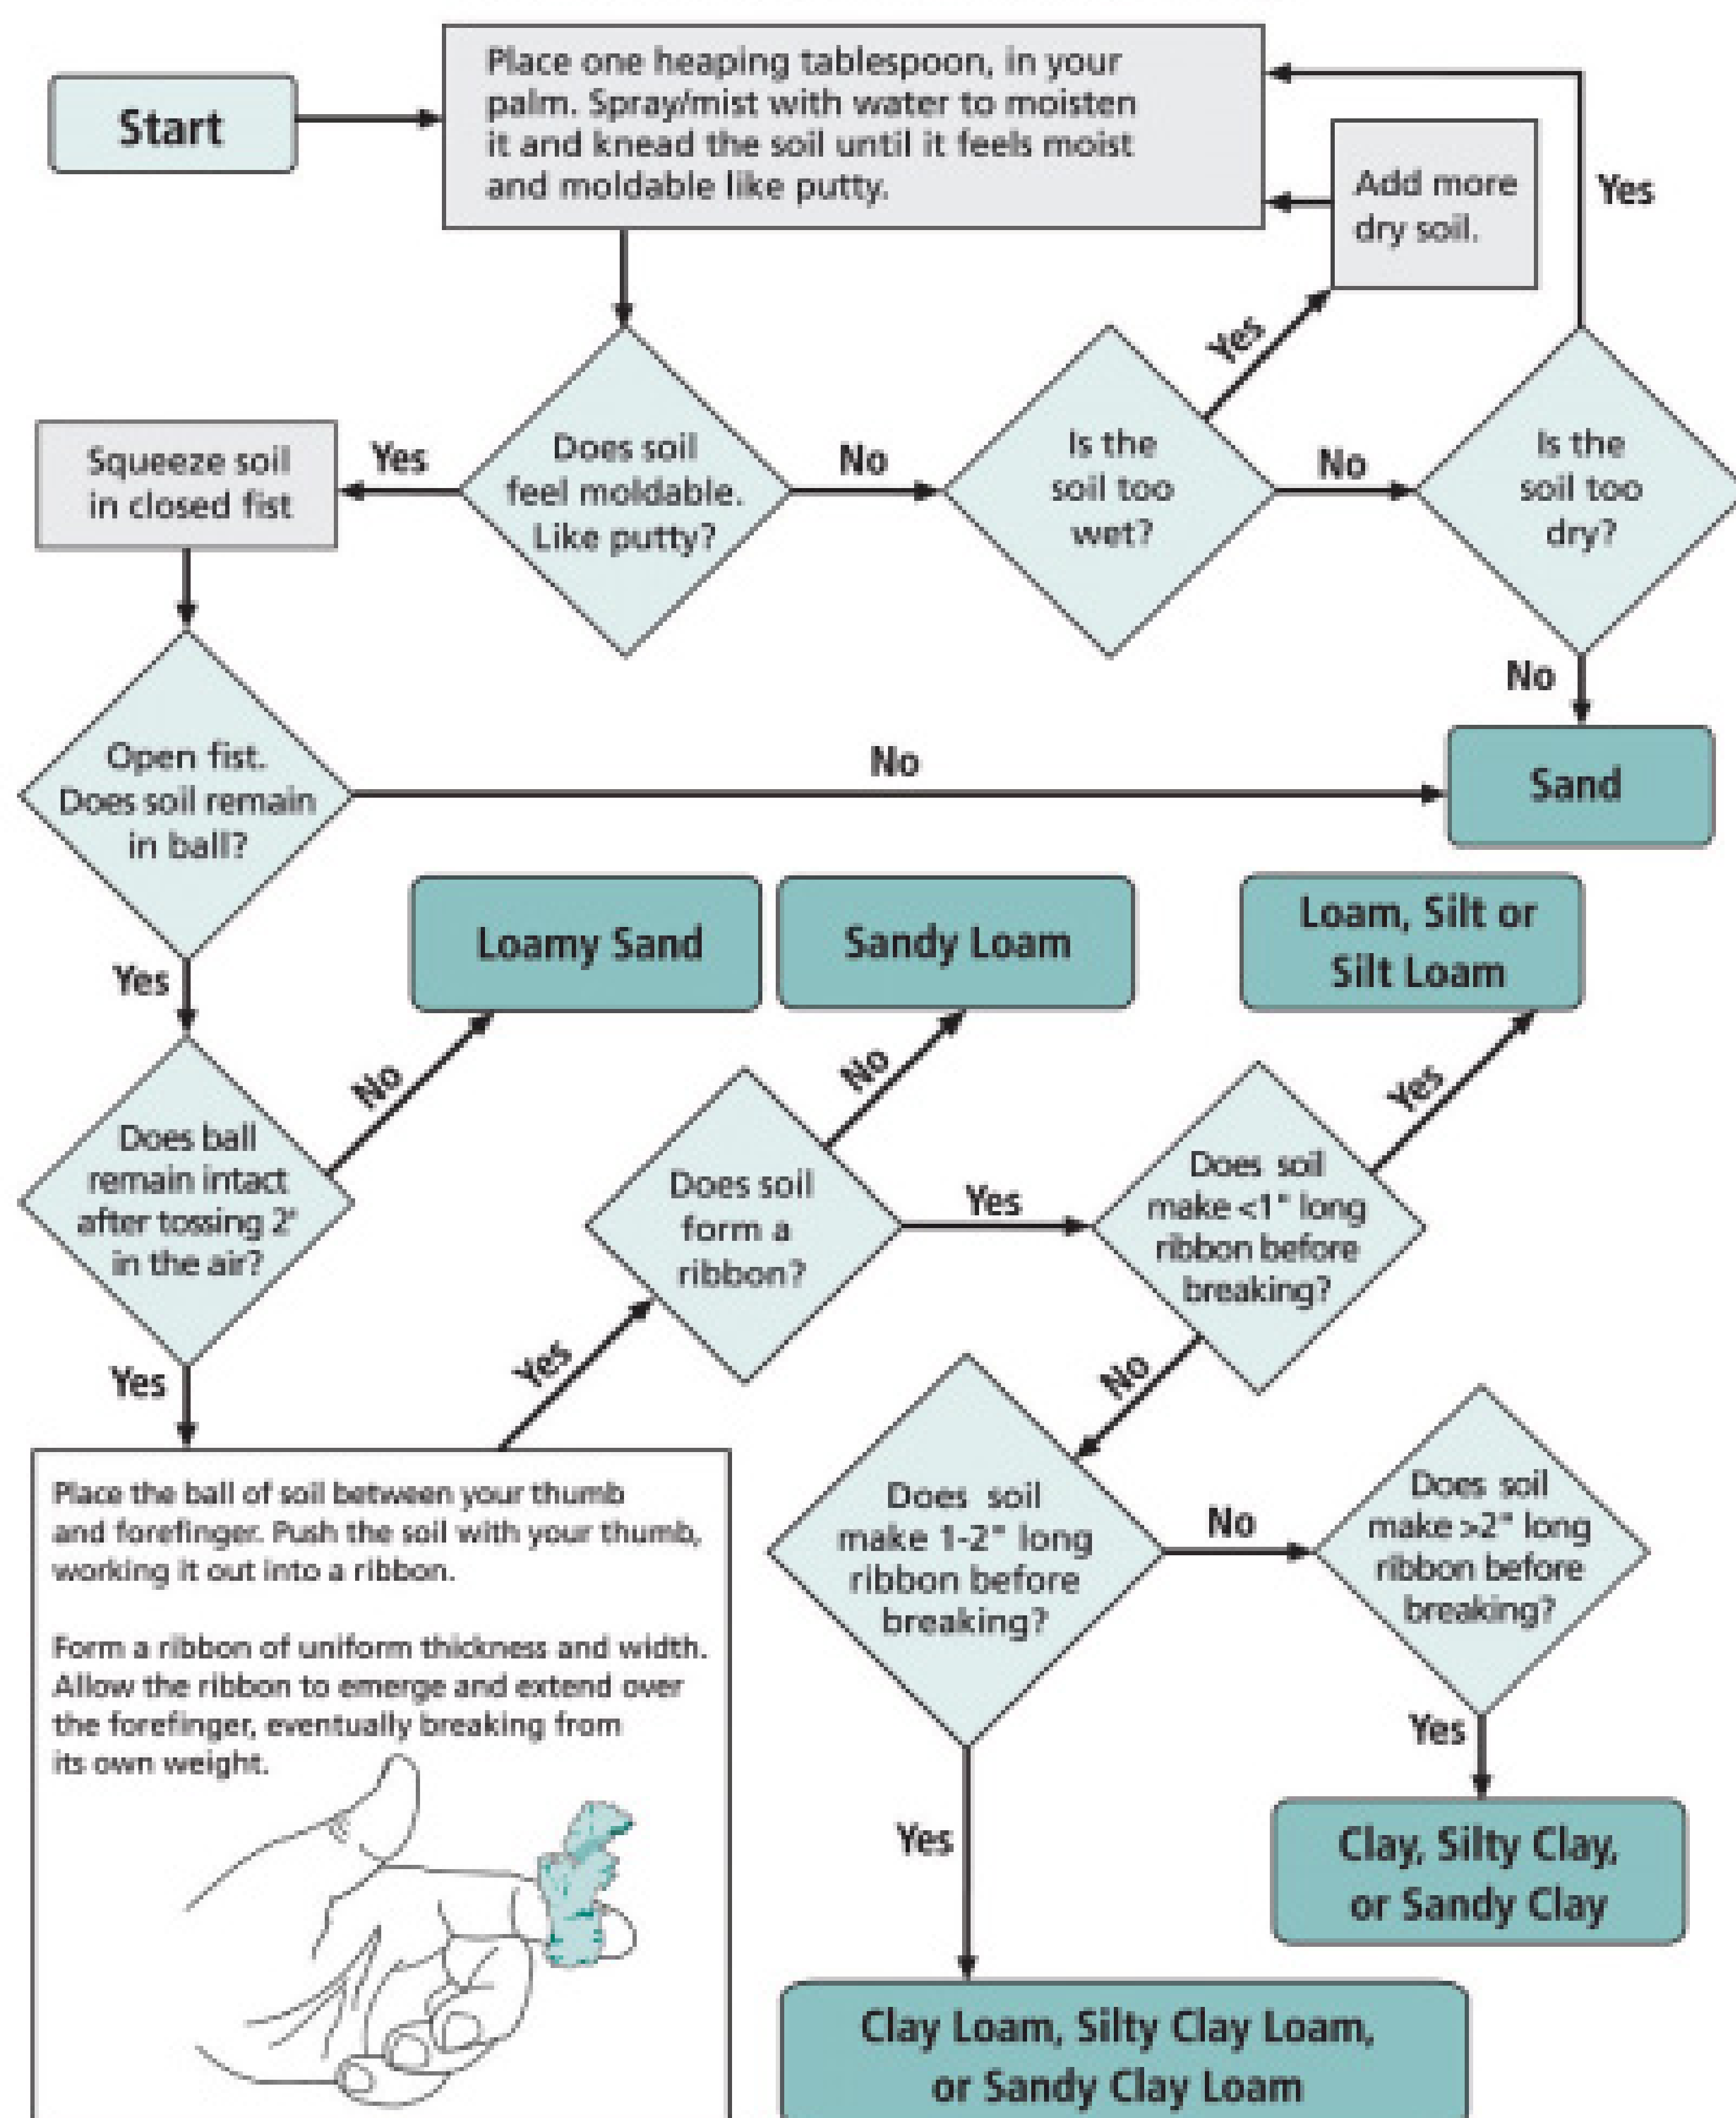 Start
Place one heaping tablespoon, in your
palm. Spray/mist with water to moisten
it and knead the soil until it feels moist
and moldable like putty.
Add more
dry soil.
Yes
Yes
Squeeze soil
in closed fist
Yes
Does soil
feel moldable.
Like putty?
No
Is the
soil too
wet?
No
Is the
soil too
dry?
No
Open fist.
Does soil remain
in ball?
No
Sand
Yes
Loamy Sand
Sandy Loam
Loam, Silt or
Silt Loam
No
No
Yes
Does ball
remain intact
after tossing 2"
in the air?
Does soil
form a
ribbon?
Yes
Does soil
make <1" long
ribbon before
breaking?
Yes
Yes
No
Place the ball of soil between your thumb
and forefinger. Push the soil with your thumb,
working it out into a ribbon.
Form a ribbon of uniform thickness and width.
Allow the ribbon to emerge and extend over
the forefinger, eventually breaking from
its own weight.
Does soil
make 1-2" long
ribbon before
breaking?
No
Does soil
make >2" long
ribbon before
breaking?
Yes
Yes
Clay, Silty Clay,
or Sandy Clay
Clay Loam, Silty Clay Loam,
or Sandy Clay Loam